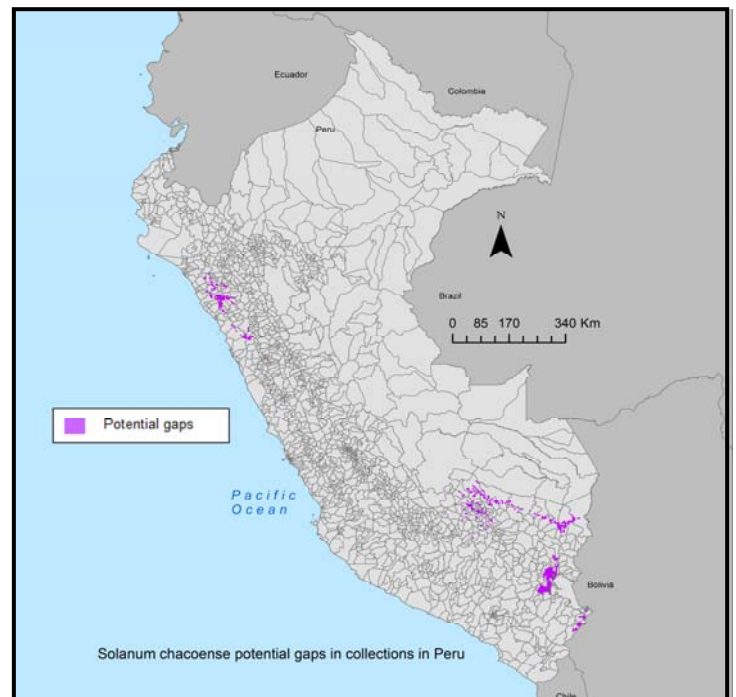 Ecuador
Colombia
Peru
N
Brazil
0 85 170 340 Km
Potential gaps
Pacific
Ocean
Bolivia
Solanum chacoense potential gaps in collections in Peru
Chile